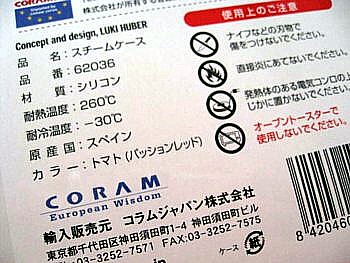 CORAM
株式会社が所有する
Concept and design, LUKI HUBER
使用上のご注意
品 名：スチームケース
品 番：62036
材 質：シリコン
耐熱温度：260℃
耐冷温度：-30℃
原 産 国：スペイン
カ ラ ー：トマト（パッションレッド）
ナイフなどの刃物で
傷をつけないでください。
直接炎にあてないでください。
発熱体のある電気コンロの上
じかに置かないでください。
オーブントースターで
使用しないでください。
CORAM
European Wisdom
輸入販売元 コラムジャパン株式会社
東京都千代田区神田須田町1-4 神田須田町ビル
03-3252-7571 FAX:03-3252-7575
ケース 紙
8 420460